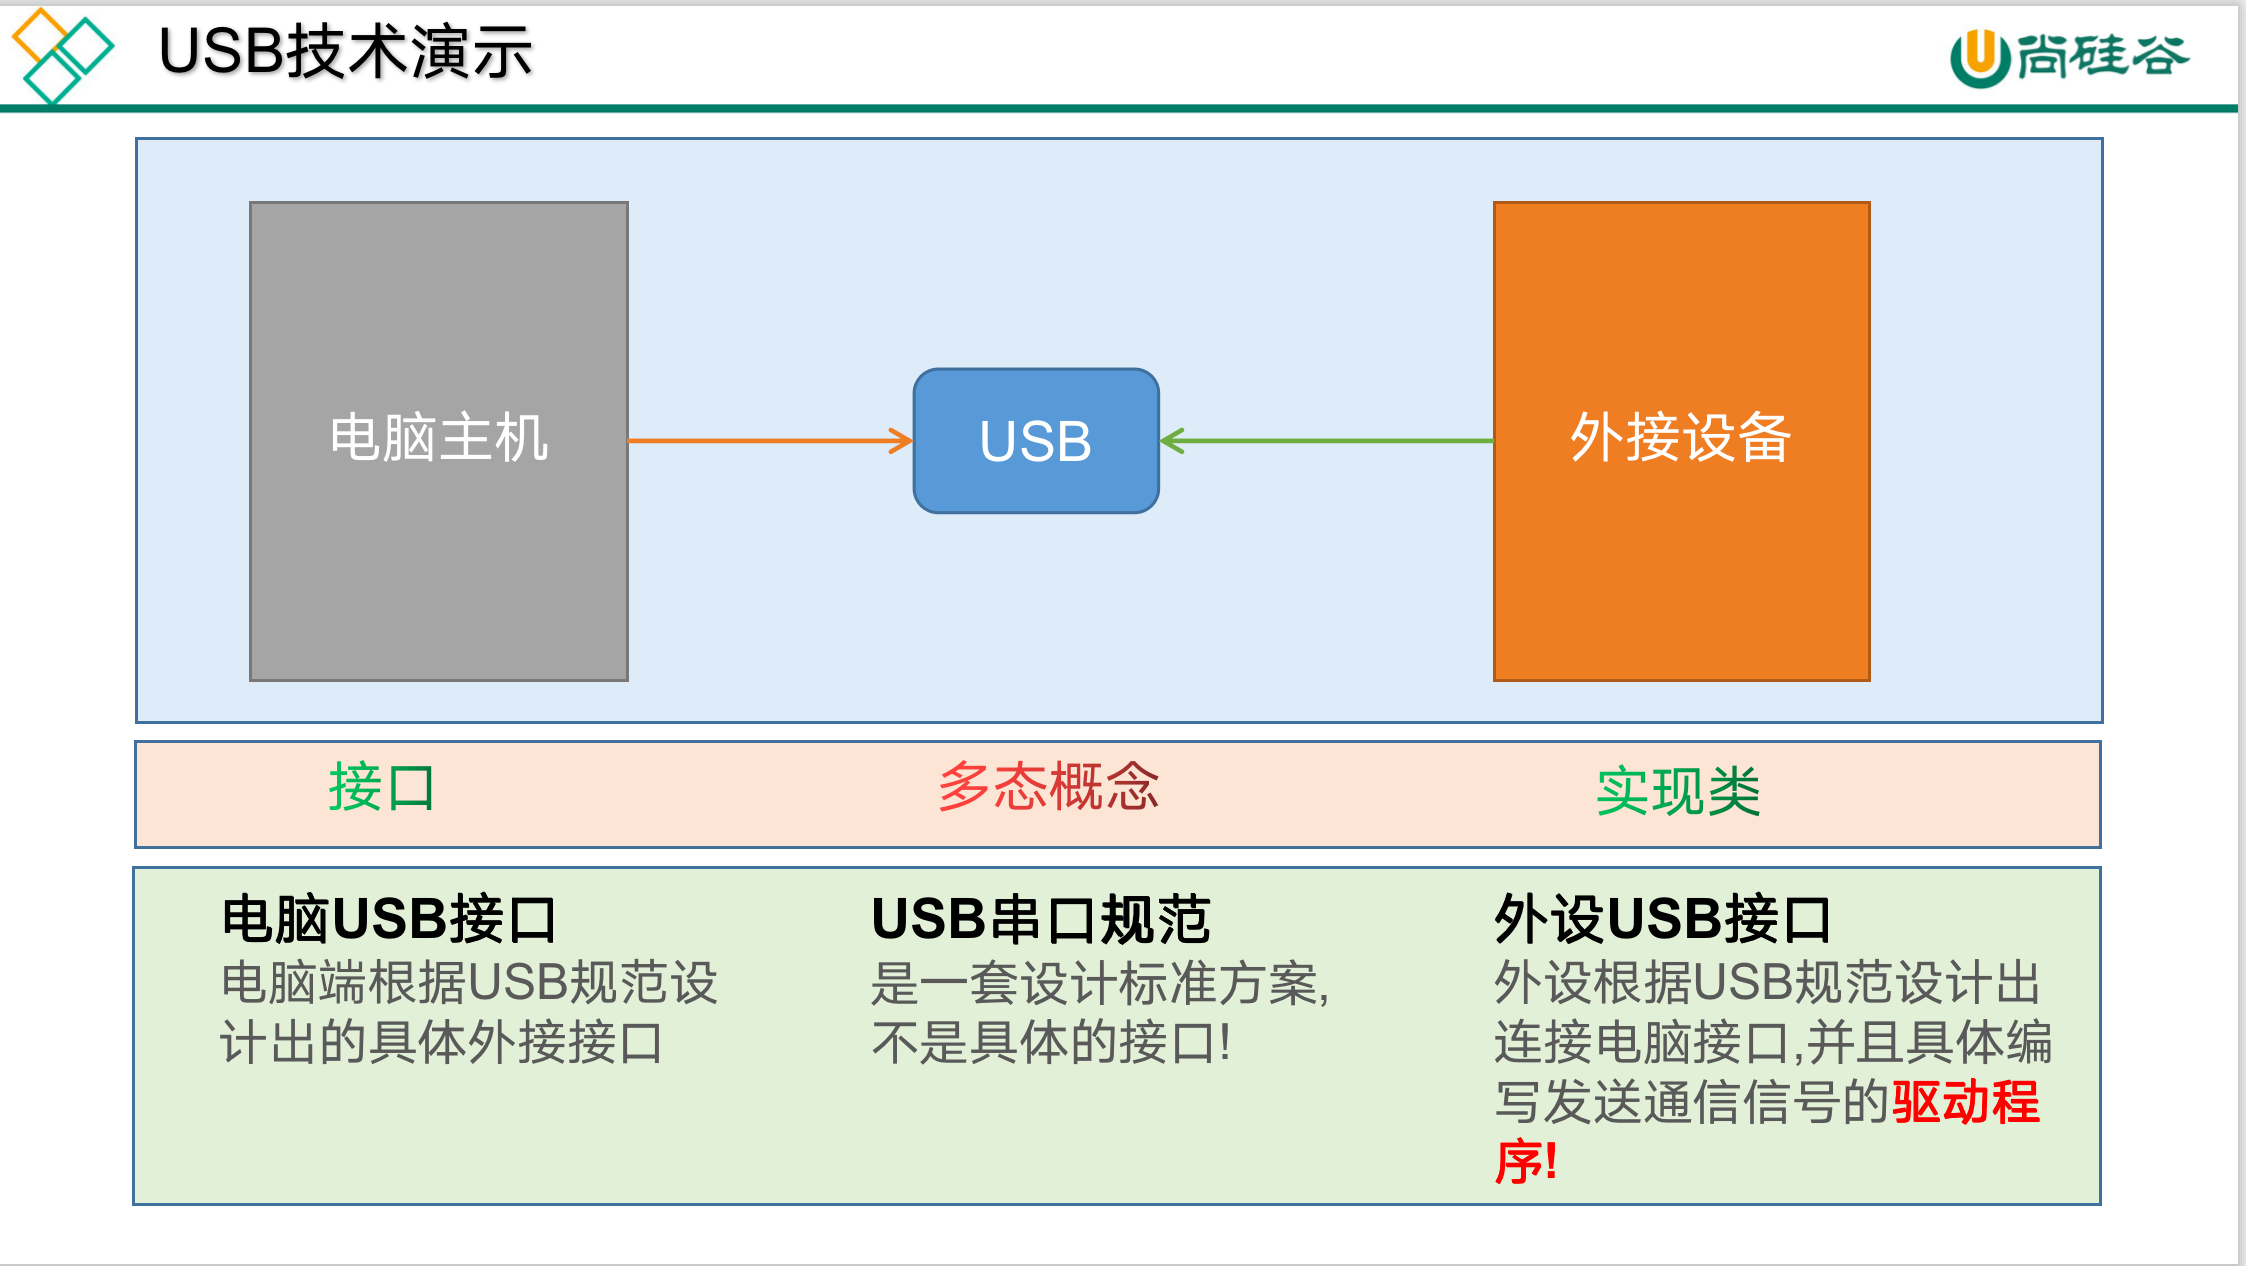 USB技术演示
尚硅谷
电脑主机
USB
外接设备
接口
多态概念
实现类
电脑USB接口
电脑端根据USB规范设
计出的具体外接接口
USB串口规范
是一套设计标准方案,
不是具体的接口!
外设USB接口
外设根据USB规范设计出
连接电脑接口,并且具体编
写发送通信信号的驱动程
序!